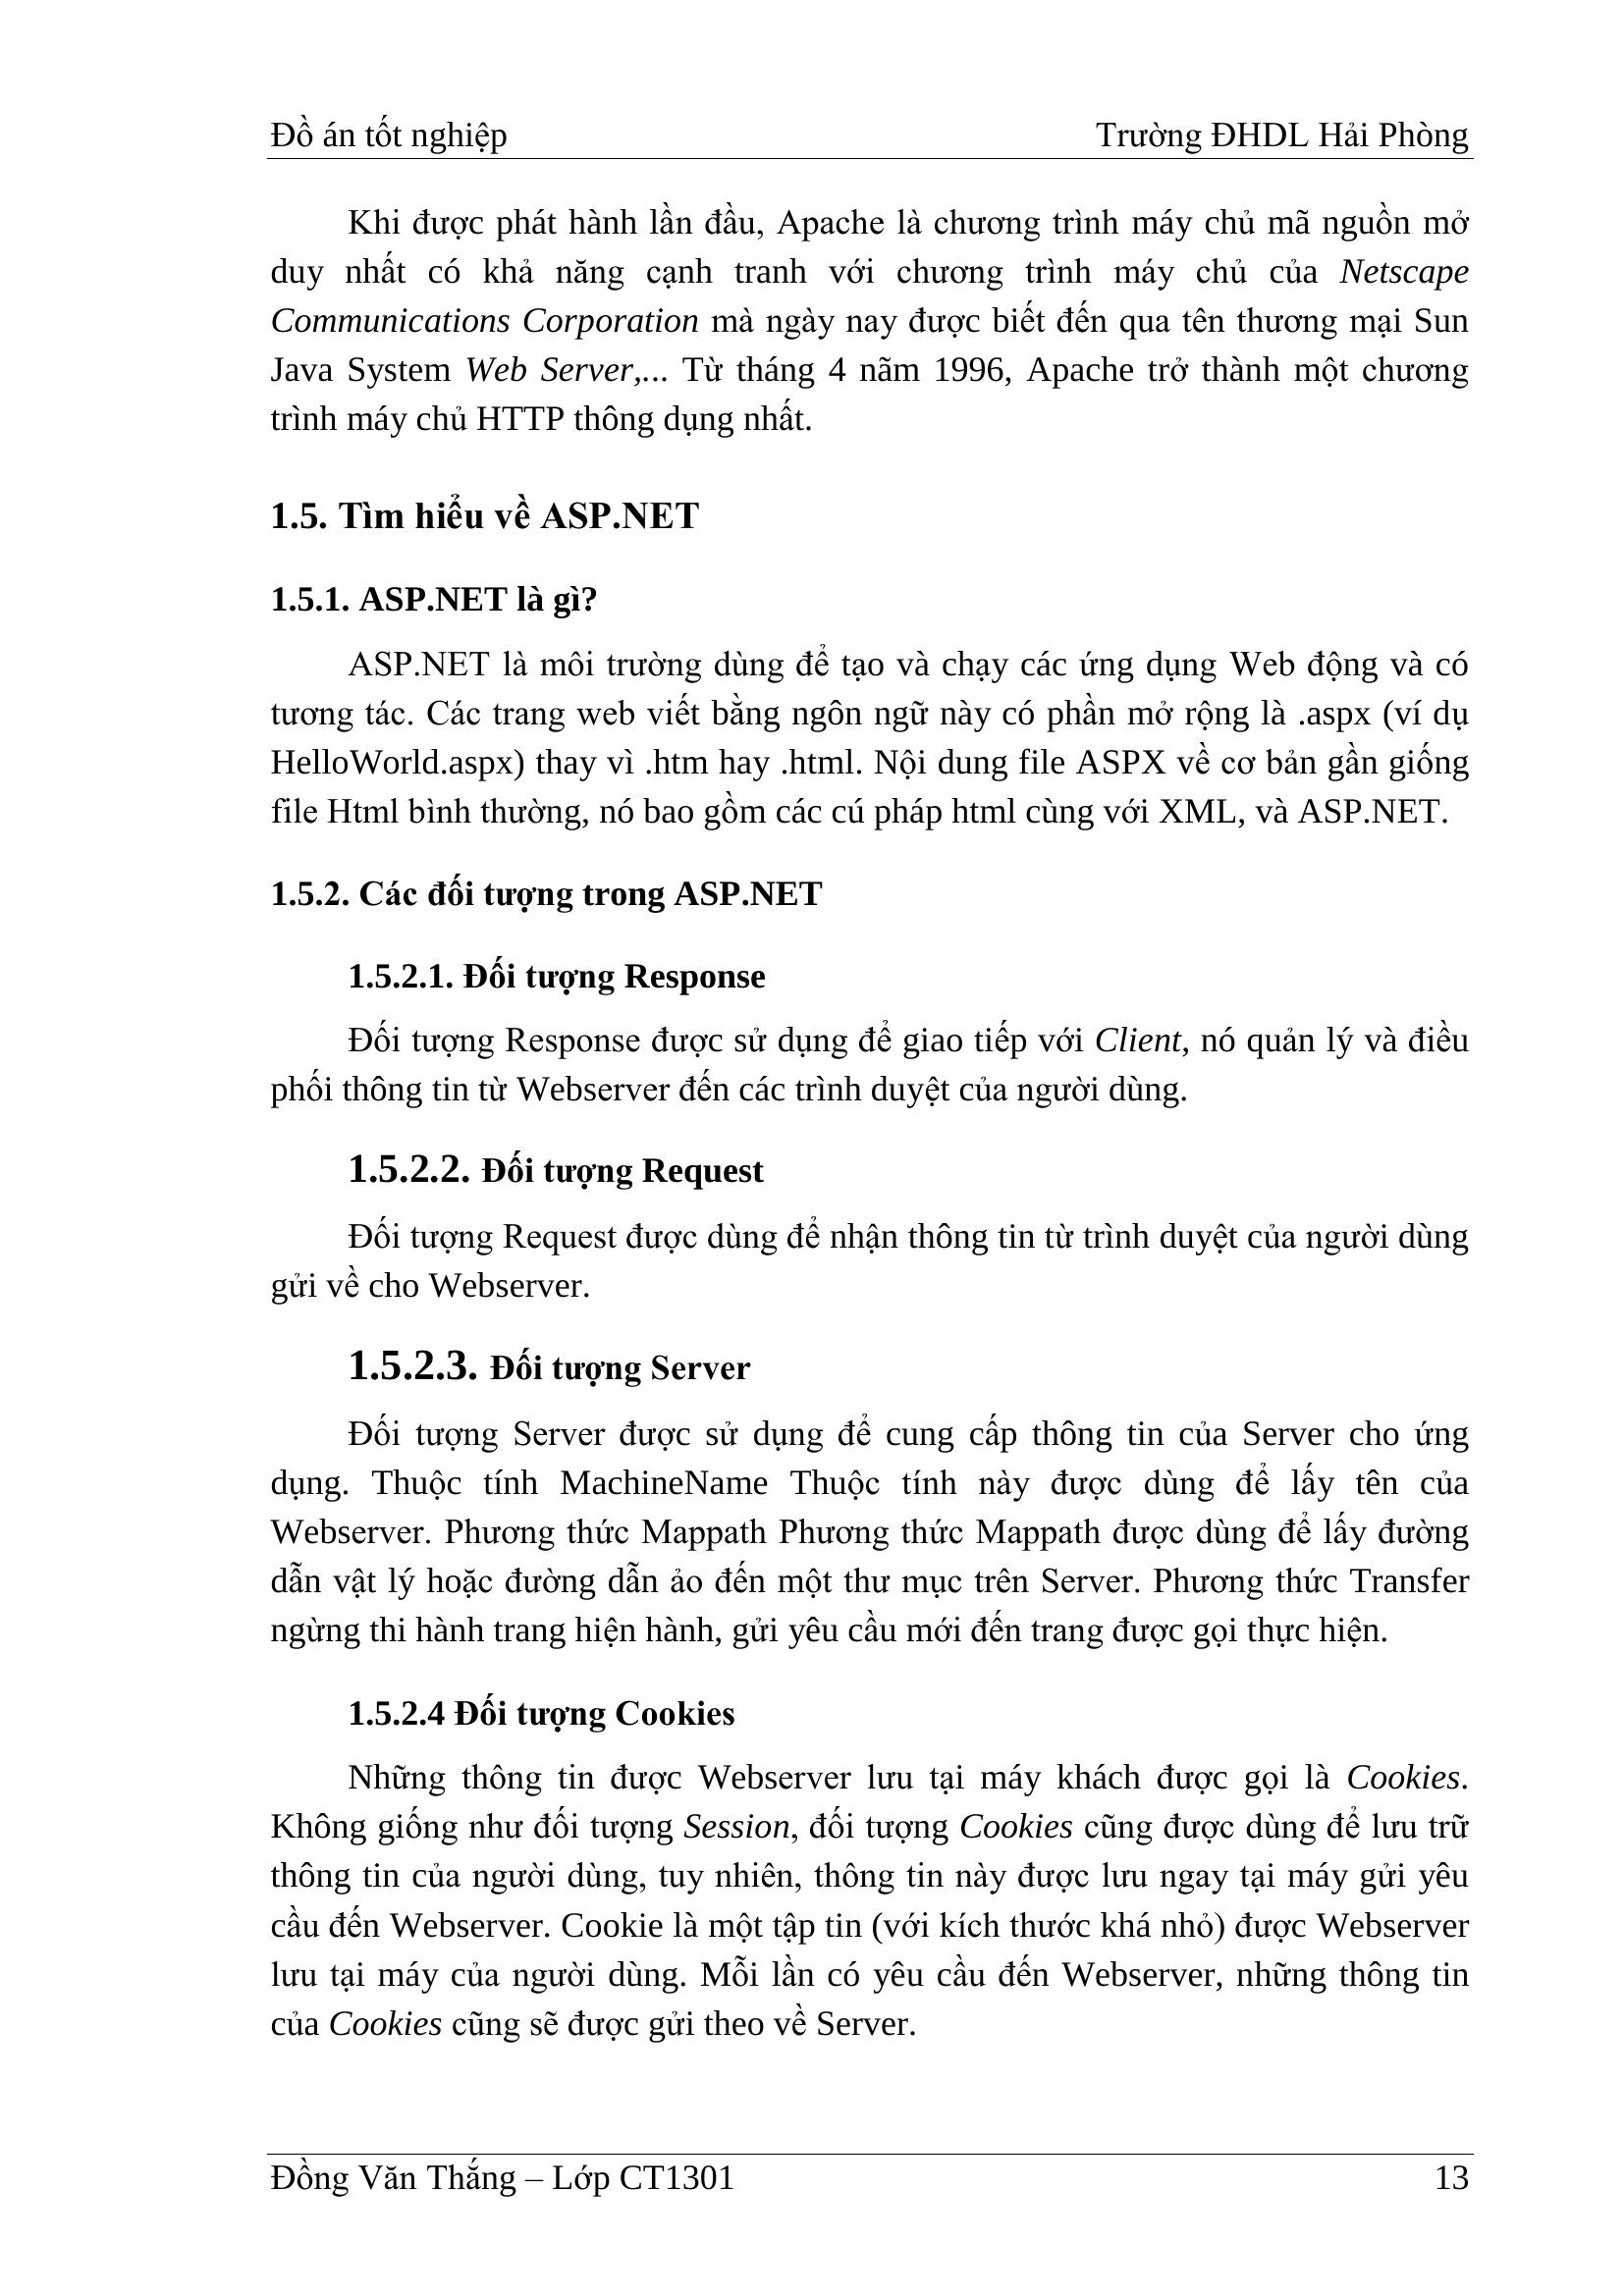 Đồ án tốt nghiệp Trường ĐHDL Hải Phòng
Khi được phát hành lần đầu, Apache là chương trình máy chủ mã nguồn mở
duy nhất có khả năng cạnh tranh với chương trình máy chủ của Netscape
Communications Corporation mà ngày nay được biết đến qua tên thương mại Sun
Java System Web Server,... Từ tháng 4 năm 1996, Apache trở thành một chương
trình máy chủ HTTP thông dụng nhất.
1.5. Tìm hiểu về ASP.NET
1.5.1. ASP.NET là gì?
ASP.NET là môi trường dùng để tạo và chạy các ứng dụng Web động và có
tương tác. Các trang web viết bằng ngôn ngữ này có phần mở rộng là .aspx (ví dụ
HelloWorld.aspx) thay vì .htm hay .html. Nội dung file ASPX về cơ bản gần giống
file Html bình thường, nó bao gồm các cú pháp html cùng với XML, và ASP.NET.
1.5.2. Các đối tượng trong ASP.NET
1.5.2.1. Đối tượng Response
Đối tượng Response được sử dụng để giao tiếp với Client, nó quản lý và điều
phối thông tin từ Webserver đến các trình duyệt của người dùng.
1.5.2.2. Đối tượng Request
Đối tượng Request được dùng để nhận thông tin từ trình duyệt của người dùng
gửi về cho Webserver.
1.5.2.3. Đối tượng Server
Đối tượng Server được sử dụng để cung cấp thông tin của Server cho ứng
dụng. Thuộc tính MachineName Thuộc tính này được dùng để lấy tên của
Webserver. Phương thức Mappath Phương thức Mappath được dùng để lấy đường
dẫn vật lý hoặc đường dẫn ảo đến một thư mục trên Server. Phương thức Transfer
ngừng thi hành trang hiện hành, gửi yêu cầu mới đến trang được gọi thực hiện.
1.5.2.4 Đối tượng Cookies
Những thông tin được Webserver lưu tại máy khách được gọi là Cookies.
Không giống như đối tượng Session, đối tượng Cookies cũng được dùng để lưu trữ
thông tin của người dùng, tuy nhiên, thông tin này được lưu ngay tại máy gửi yêu
cầu đến Webserver. Cookie là một tập tin (với kích thước khá nhỏ) được Webserver
lưu tại máy của người dùng. Mỗi lần có yêu cầu đến Webserver, những thông tin
của Cookies cũng sẽ được gửi theo về Server.
Đồng Văn Thắng – Lớp CT1301 13